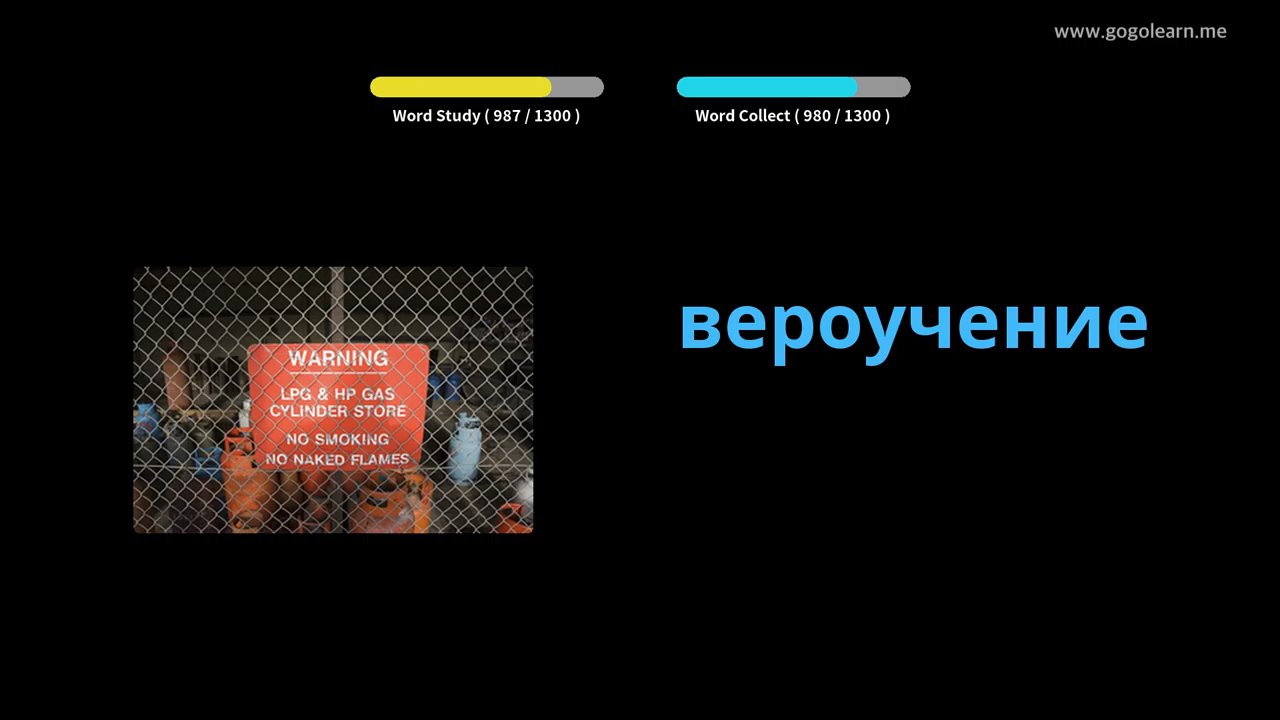 www.gogolearn.me
Word Study ( 987 / 1300 )
Word Collect ( 980 / 1300 )
вероучение
WARNING
LPG & HP GAS
CYLINDER STORE
NO SMOKING
NO NAKED FLAMES